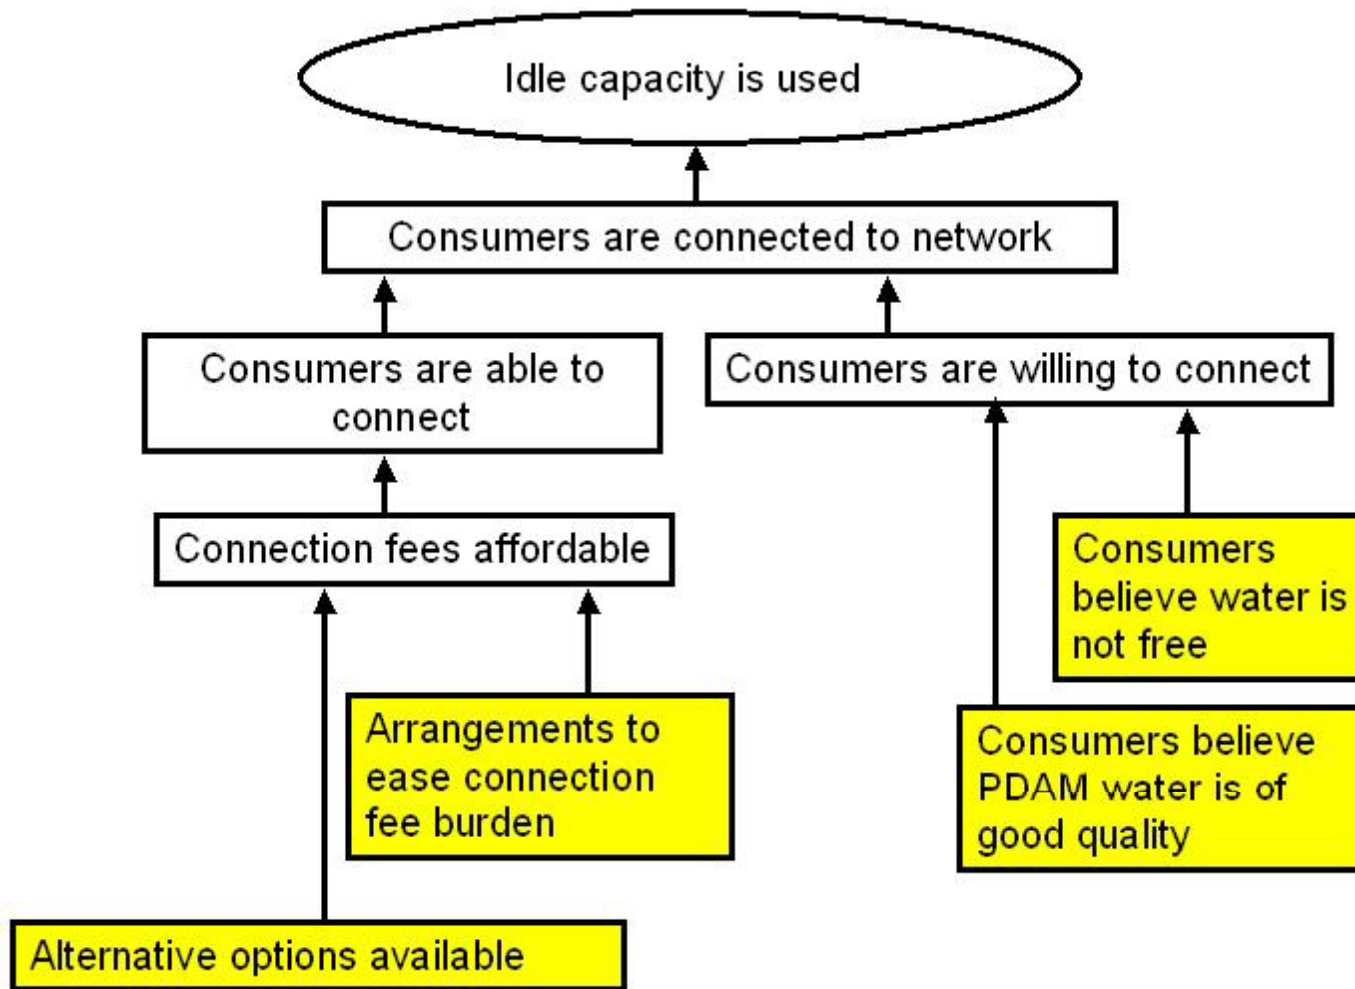 Idle capacity is used
Consumers are connected to network
Consumers are able to
connect
Consumers are willing to connect
Connection fees affordable
Consumers
believe water is
not free
Arrangements to
ease connection
fee burden
Consumers believe
PDAM water is of
good quality
Alternative options available